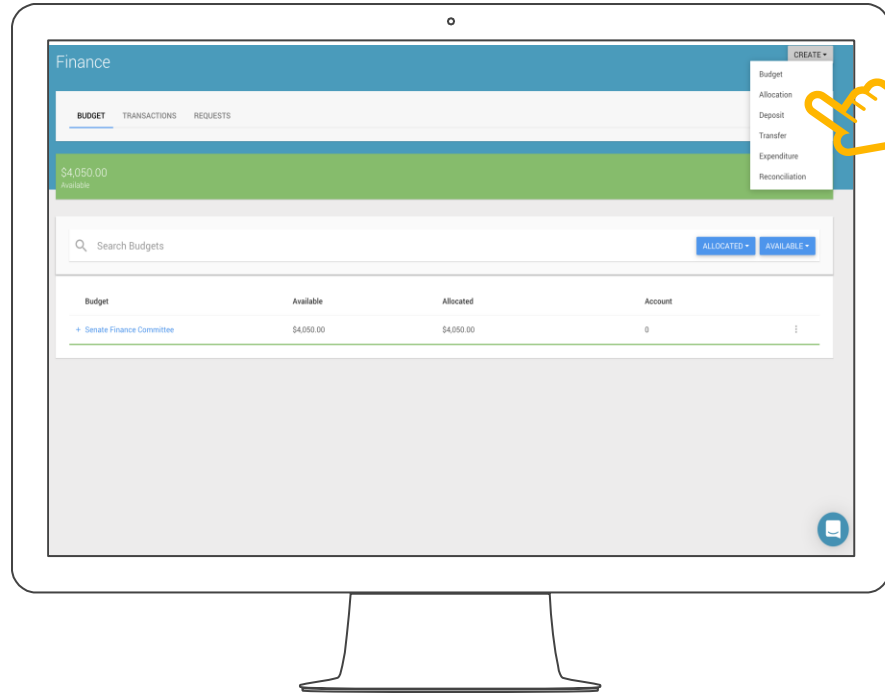 Finance
CREATE
Budget
Allocation
Deposit
Transfer
Expenditure
Reconciliation
BUDGET TRANSACTIONS REQUESTS
$4,050.00
Available
Search Budgets
ALLOCATED AVAILABLE
Budget Available Allocated Account
+ Senate Finance Committee $4,050.00 $4,050.00 0